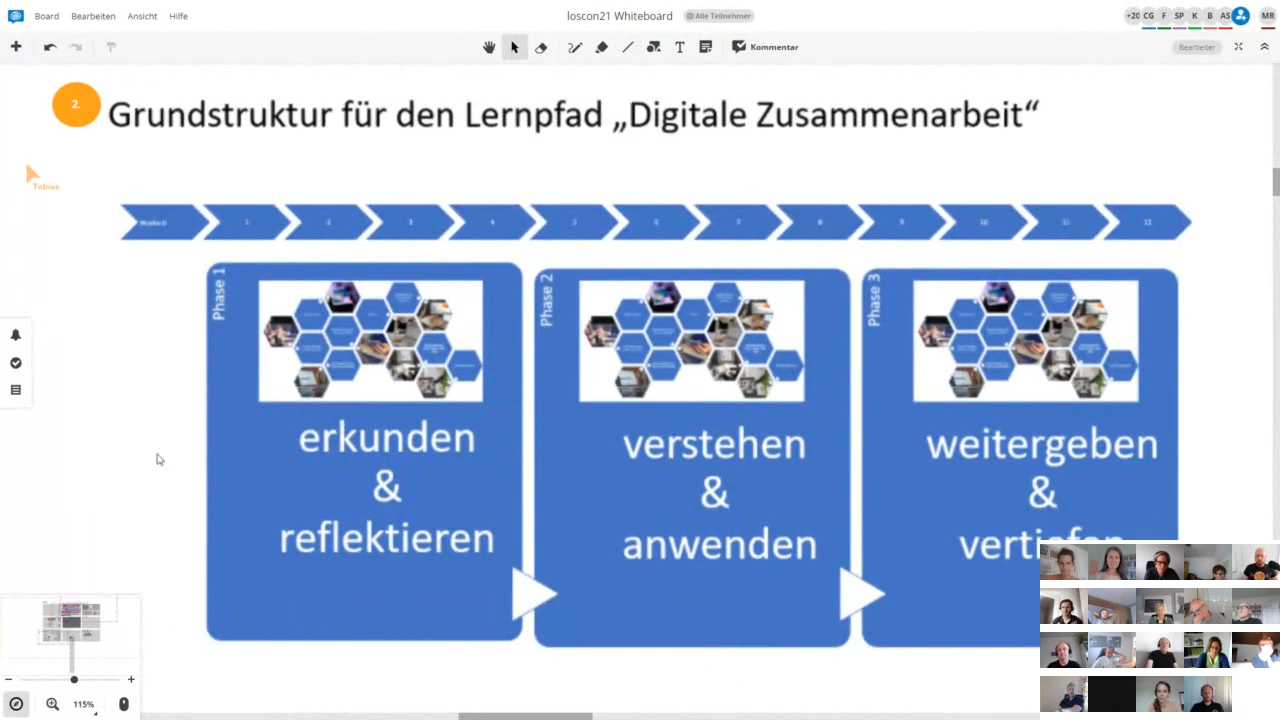 Board Bearbeiten Ansicht Hilfe
loscon21 Whiteboard
@ Alle Teilnehmer
+20 CG F SP K B AS
MR
Kommentar
Bearbeiter
2.
Grundstruktur für den Lernpfad „Digitale Zusammenarbeit“
Tobias
1 2 3 4 5 6 7 8 9 10 11 12
Phase 1
erkunden
&
reflektieren
Phase 2
verstehen
&
anwenden
Phase 3
weitergeben
&
115%